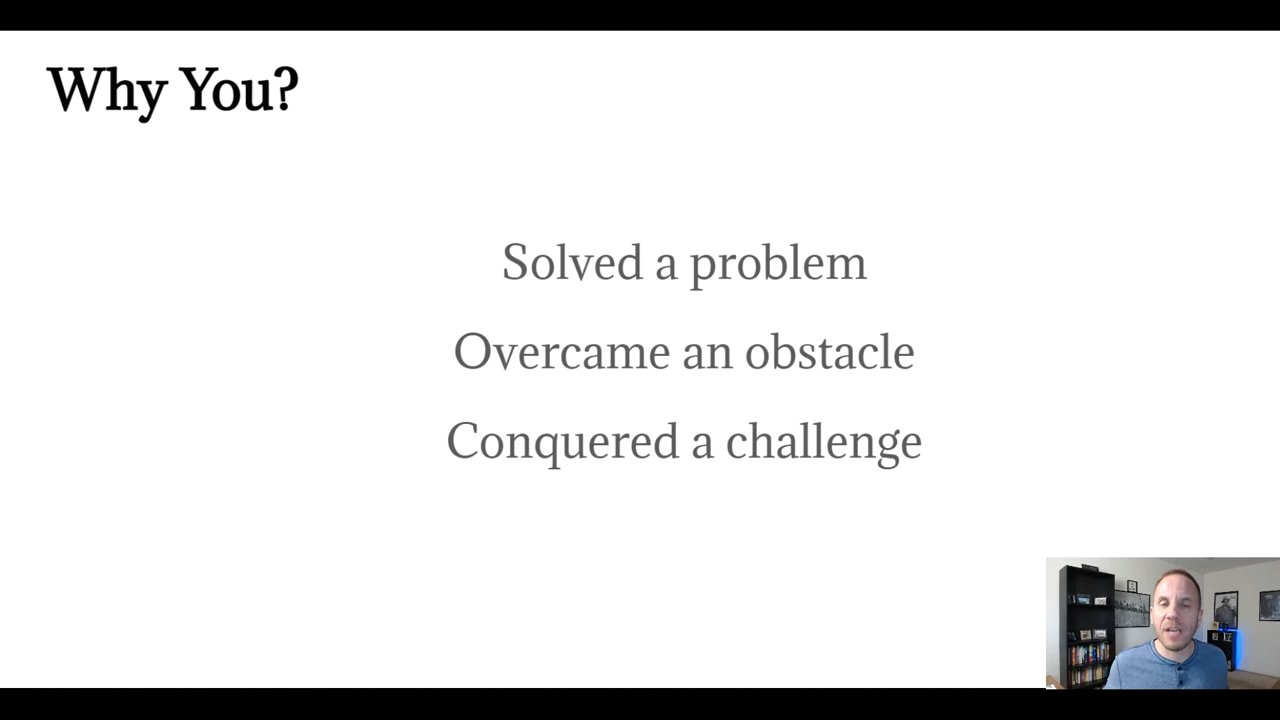 Why You?
Solved a problem
Overcame an obstacle
Conquered a challenge